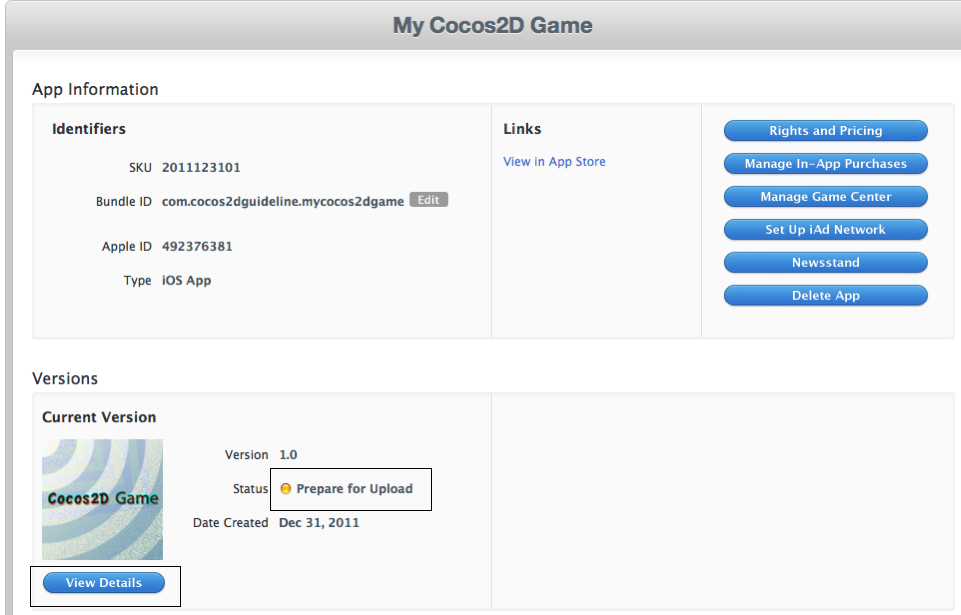 My Cocos2D Game
App Information
Identifiers
SKU 2011123101
Bundle ID com.cocos2dguideline.mycocos2dgame Edit
Apple ID 492376381
Type iOS App
Links
View in App Store
Rights and Pricing
Manage In-App Purchases
Manage Game Center
Set Up iAd Network
Newsstand
Delete App
Versions
Current Version
Cocos2D Game
Version 1.0
Status Prepare for Upload
Date Created Dec 31, 2011
View Details